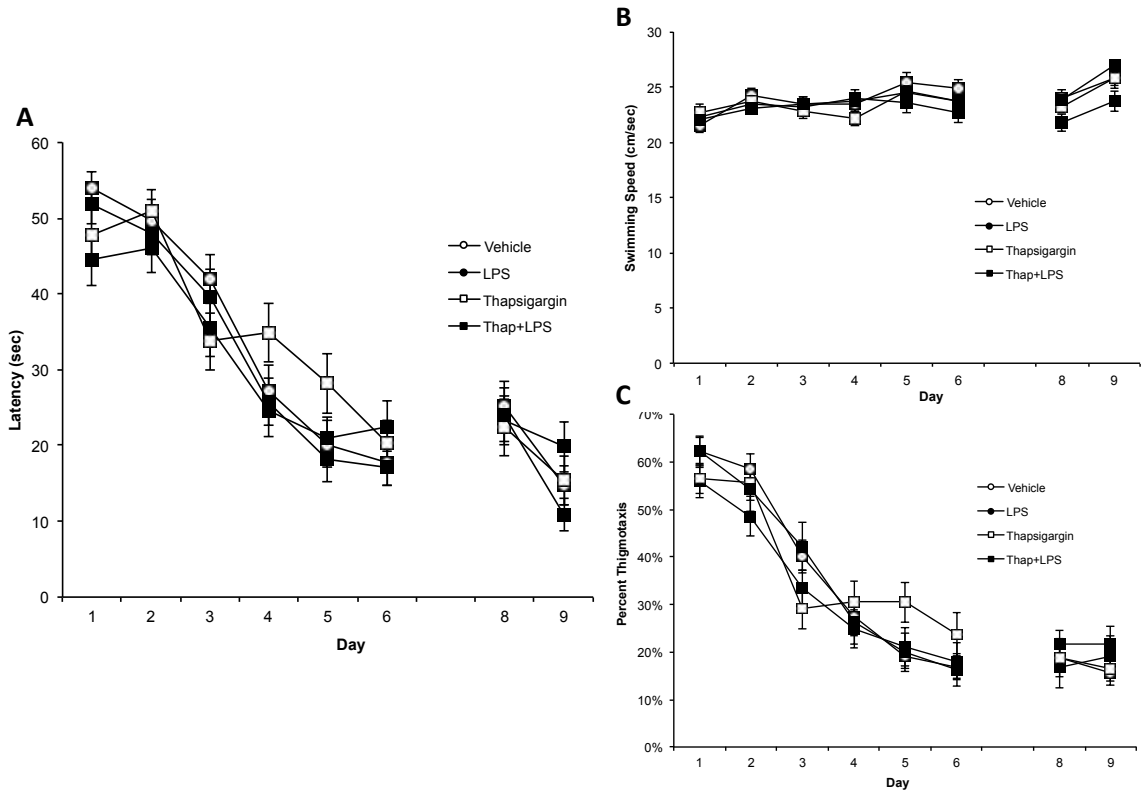 A
60
50
40
30
20
10
0
Latency (sec)
1 2 3 4 5 6 8 9
Day
Vehicle
LPS
Thapsigargin
Thap+LPS
B
30
25
20
15
10
5
0
Swimming Speed (cm/sec)
1 2 3 4 5 6 8 9
Day
Vehicle
LPS
Thapsigargin
Thap+LPS
C
70%
60%
50%
40%
30%
20%
10%
0%
Percent Thigmotaxis
1 2 3 4 5 6 8 9
Day
Vehicle
LPS
Thapsigargin
Thap+LPS